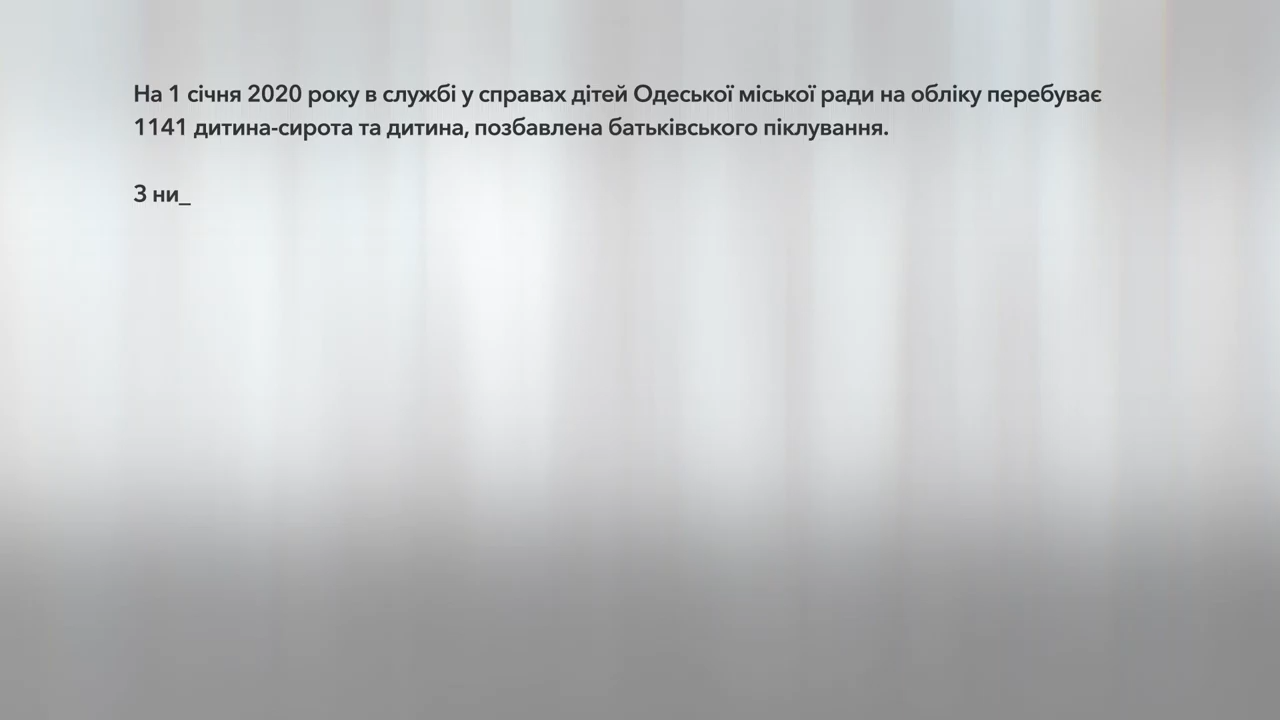 На 1 січня 2020 року в службі у справах дітей Одеської міської ради на обліку перебуває
1141 дитина-сирота та дитина, позбавлена батьківського піклування.
З ни_